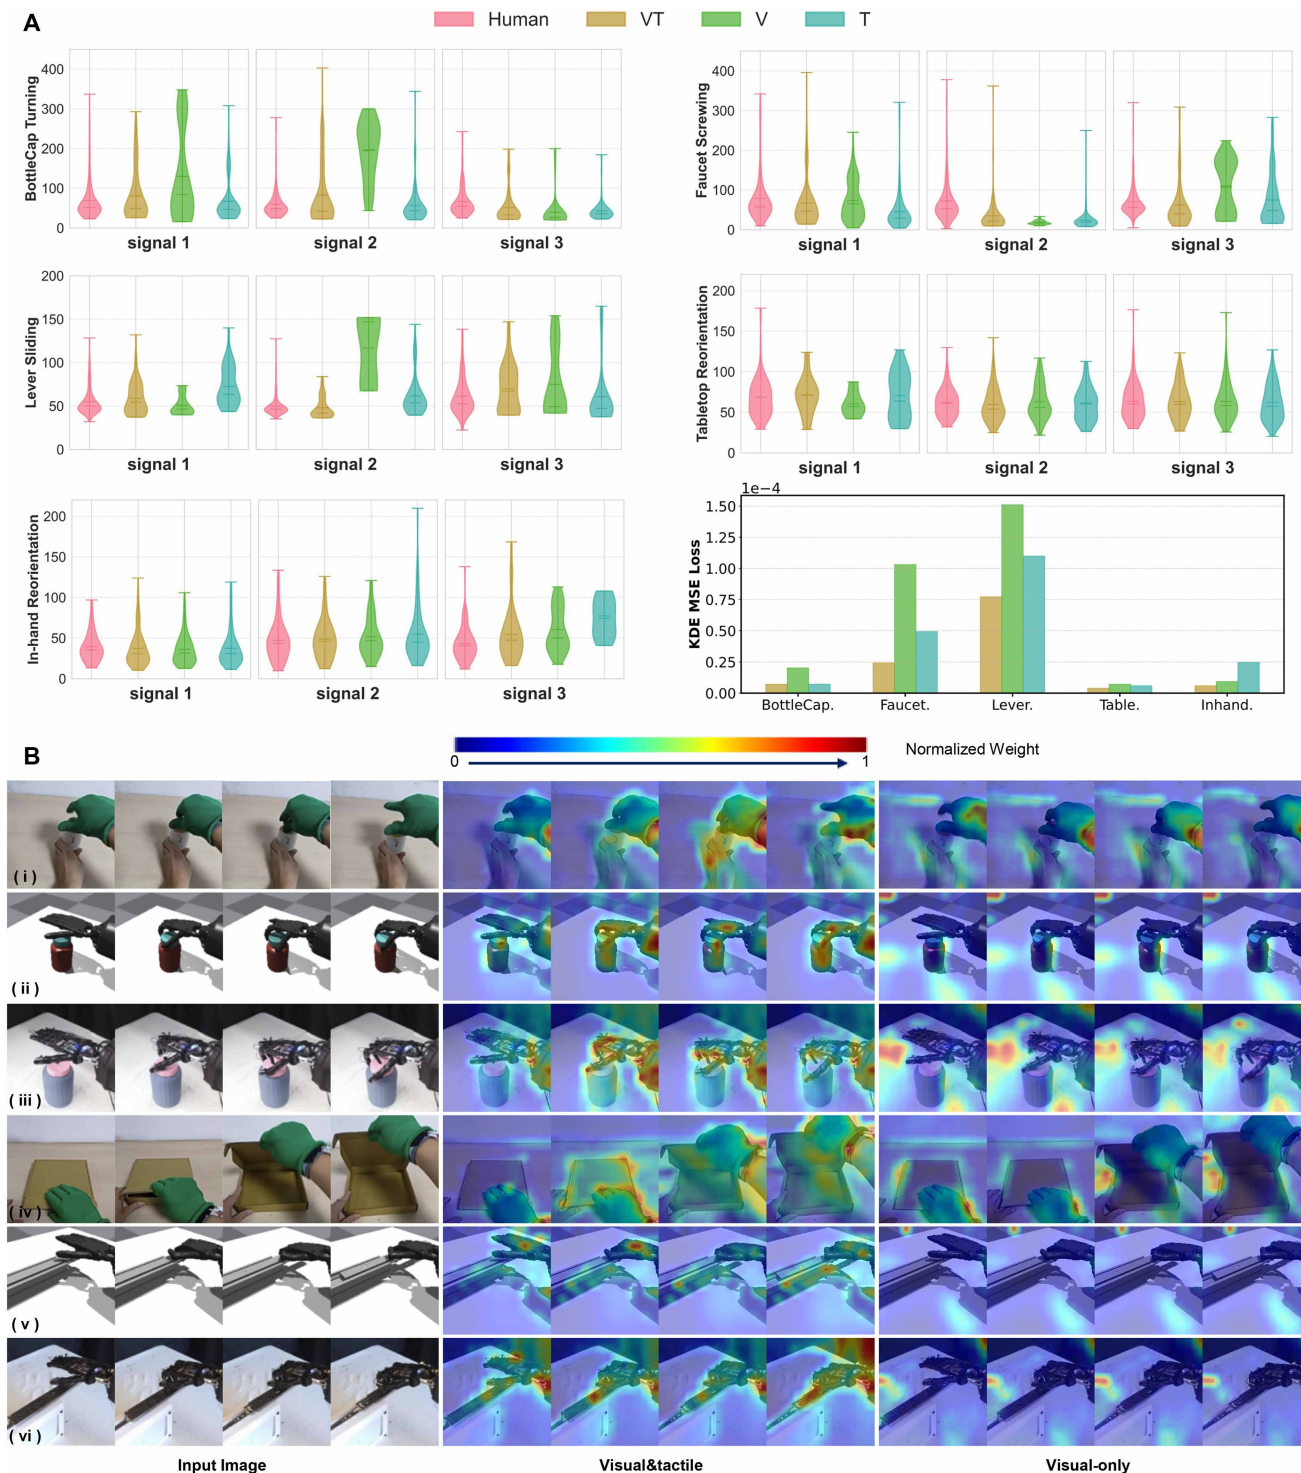 A
Human VT V T
BottleCap Turning
400
300
200
100
0
signal 1 signal 2 signal 3
Faucet Screwing
400
300
200
100
0
signal 1 signal 2 signal 3
Lever Sliding
200
150
100
50
0
signal 1 signal 2 signal 3
Tabletop Reorientation
200
150
100
50
0
signal 1 signal 2 signal 3
In-hand Reorientation
200
150
100
50
0
signal 1 signal 2 signal 3
1e−4
KDE MSE Loss
1.50
1.25
1.00
0.75
0.50
0.25
0.00
BottleCap. Faucet. Lever. Table. Inhand.
B
0 1 Normalized Weight
( i )
( ii )
( iii )
( iv )
( v )
( vi )
Input Image Visual&tactile Visual-only